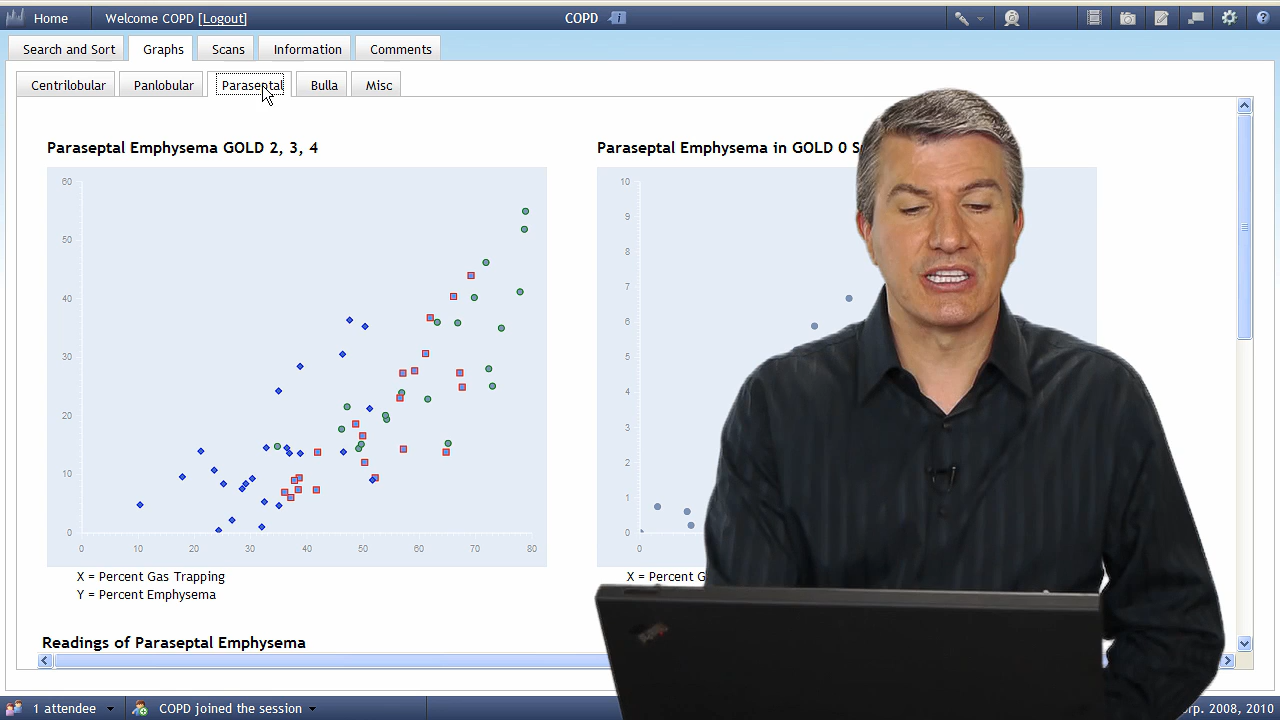 Home
Welcome COPD [Logout]
COPD
Search and Sort
Graphs
Scans
Information
Comments
Centrilobular
Panlobular
Paraseptal
Bulla
Misc
Paraseptal Emphysema GOLD 2, 3, 4
60
50
40
30
20
10
0
0 10 20 30 40 50 60 70 80
X = Percent Gas Trapping
Y = Percent Emphysema
Paraseptal Emphysema in GOLD 0 S
10
9
8
7
6
5
4
3
2
1
0
0
X = Percent G
Readings of Paraseptal Emphysema
1 attendee
COPD joined the session
orp. 2008, 2010